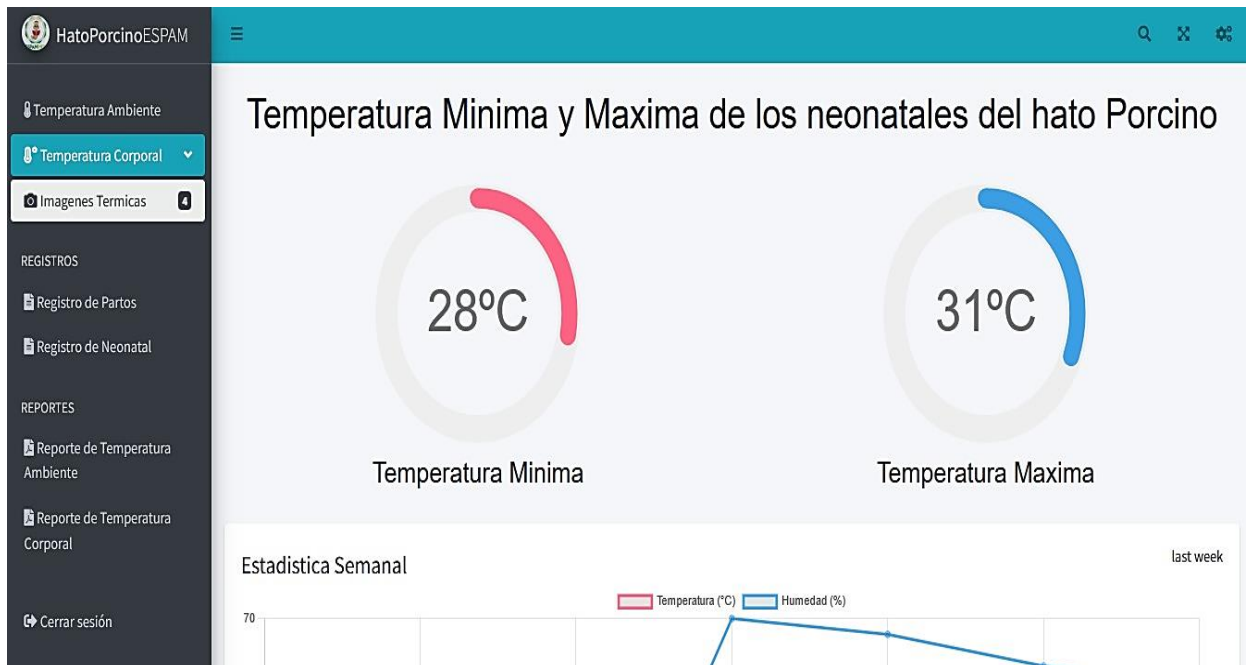 HatoPorcinoESPAM
Temperatura Ambiente
Temperatura Corporal
Imagenes Termicas 4
REGISTROS
Registro de Partos
Registro de Neonatal
REPORTES
Reporte de Temperatura
Ambiente
Reporte de Temperatura
Corporal
Cerrar sesión
Temperatura Minima y Maxima de los neonatales del hato Porcino
28ºC
31ºC
Temperatura Minima
Temperatura Maxima
Estadistica Semanal
last week
Temperatura (°C) Humedad (%)
70